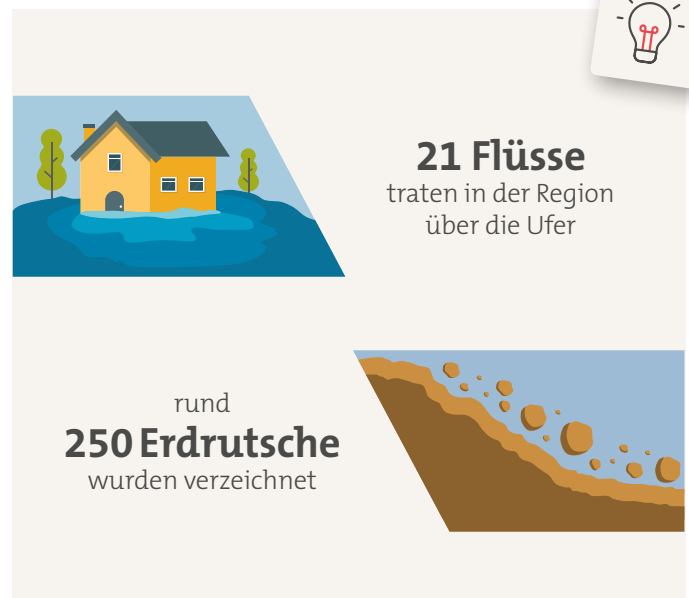 21 Flüsse
traten in der Region
über die Ufer
rund
250 Erdrutsche
wurden verzeichnet